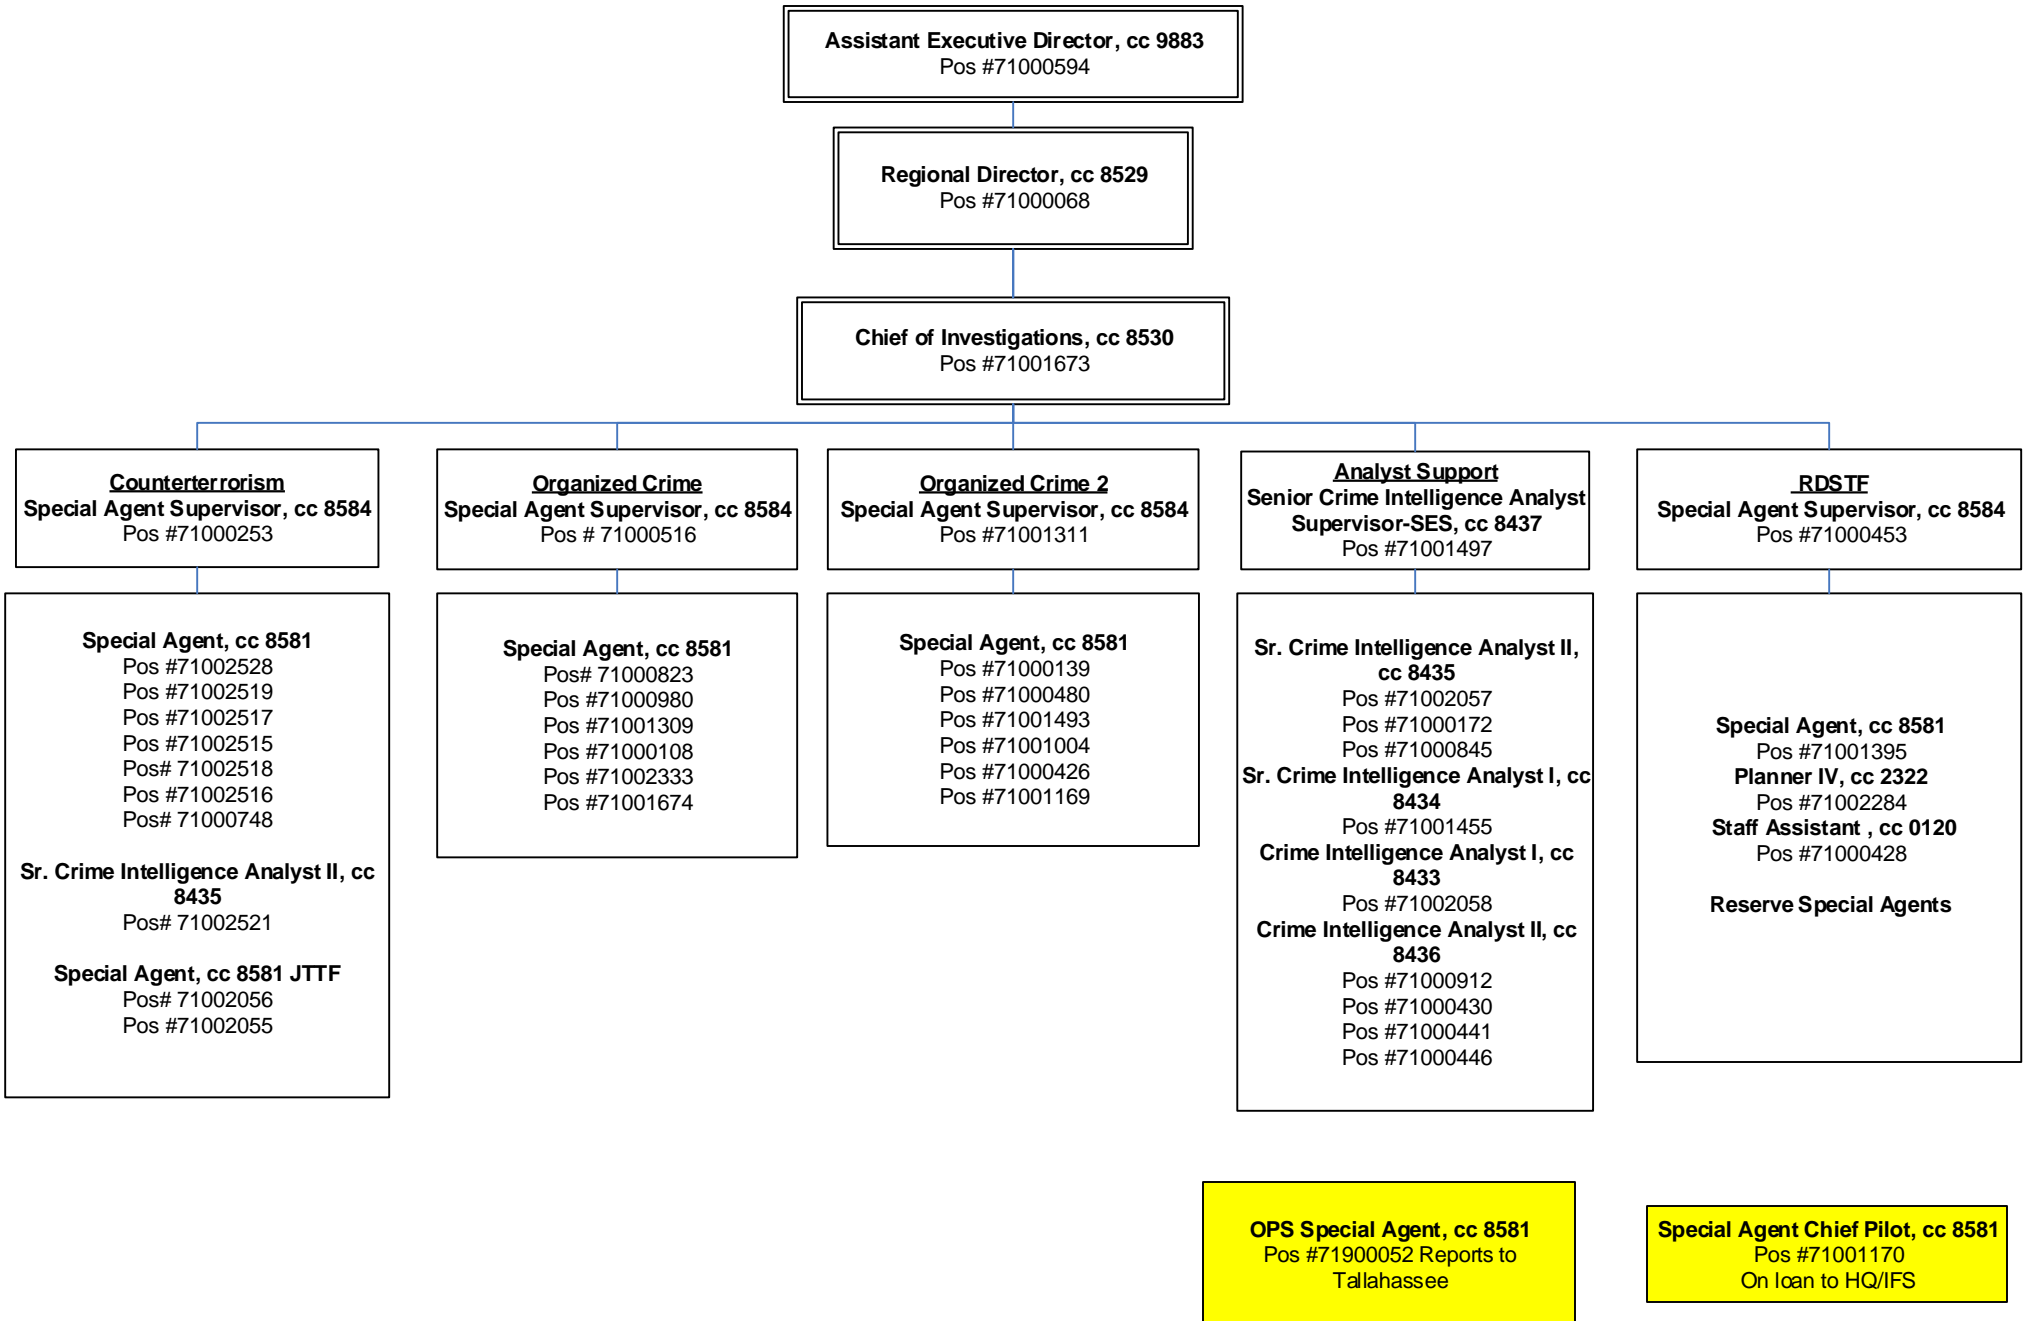 Assistant Executive Director, cc 9883
Pos #71000594
Regional Director, cc 8529
Pos #71000068
Chief of Investigations, cc 8530
Pos #71001673
Counterterrorism
Special Agent Supervisor, cc 8584
Pos #71000253
Organized Crime
Special Agent Supervisor, cc 8584
Pos # 71000516
Organized Crime 2
Special Agent Supervisor, cc 8584
Pos #71001311
Analyst Support
Senior Crime Intelligence Analyst
Supervisor-SES, cc 8437
Pos #71001497
RDSTF
Special Agent Supervisor, cc 8584
Pos #71000453
Special Agent, cc 8581
Pos #71002528
Pos #71002519
Pos #71002517
Pos #71002515
Pos# 71002518
Pos #71002516
Pos# 71000748
Sr. Crime Intelligence Analyst II, cc
8435
Pos# 71002521
Special Agent, cc 8581 JTTF
Pos# 71002056
Pos #71002055
Special Agent, cc 8581
Pos# 71000823
Pos #71000980
Pos #71001309
Pos #71000108
Pos #71002333
Pos #71001674
Special Agent, cc 8581
Pos #71000139
Pos #71000480
Pos #71001493
Pos #71001004
Pos #71000426
Pos #71001169
Sr. Crime Intelligence Analyst II,
cc 8435
Pos #71002057
Pos #71000172
Pos #71000845
Sr. Crime Intelligence Analyst I, cc
8434
Pos #71001455
Crime Intelligence Analyst I, cc
8433
Pos #71002058
Crime Intelligence Analyst II, cc
8436
Pos #71000912
Pos #71000430
Pos #71000441
Pos #71000446
Special Agent, cc 8581
Pos #71001395
Planner IV, cc 2322
Pos #71002284
Staff Assistant , cc 0120
Pos #71000428
Reserve Special Agents
OPS Special Agent, cc 8581
Pos #71900052 Reports to
Tallahassee
Special Agent Chief Pilot, cc 8581
Pos #71001170
On loan to HQ/IFS